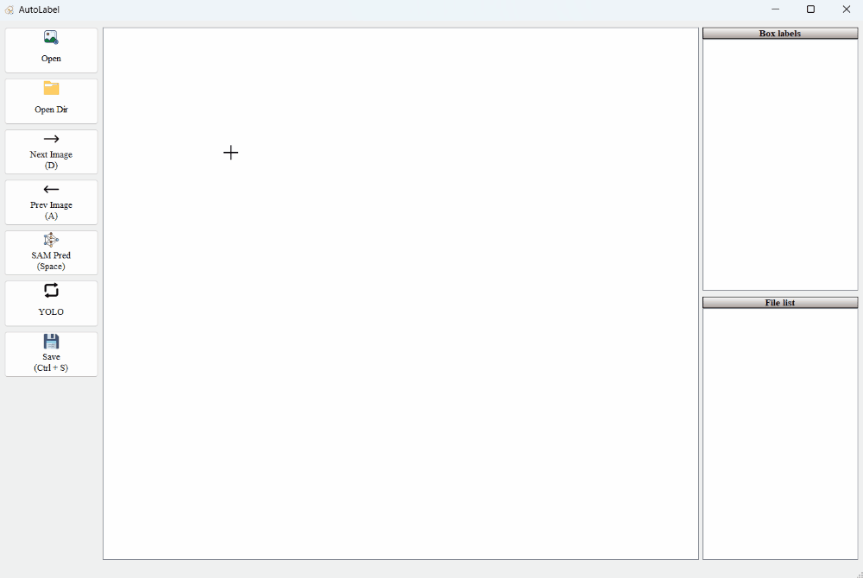 AutoLabel
Open
Open Dir
Next Image
(D)
Prev Image
(A)
SAM Pred
(Space)
YOLO
Save
(Ctrl + S)
Box labels
File list